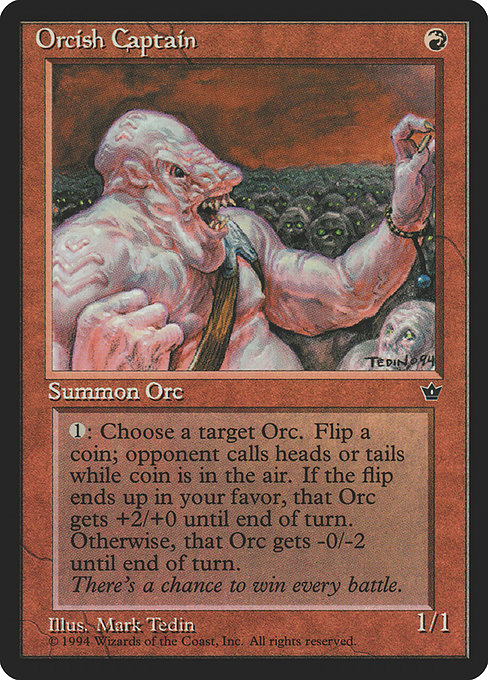 Orcish Captain
TEDIN 94
Summon Orc
1: Choose a target Orc. Flip a
coin; opponent calls heads or tails
while coin is in the air. If the flip
ends up in your favor, that Orc
gets +2/+0 until end of turn.
Otherwise, that Orc gets -0/-2
until end of turn.
There's a chance to win every battle.
Illus. Mark Tedin
1/1
© 1994 Wizards of the Coast, Inc. All rights reserved.